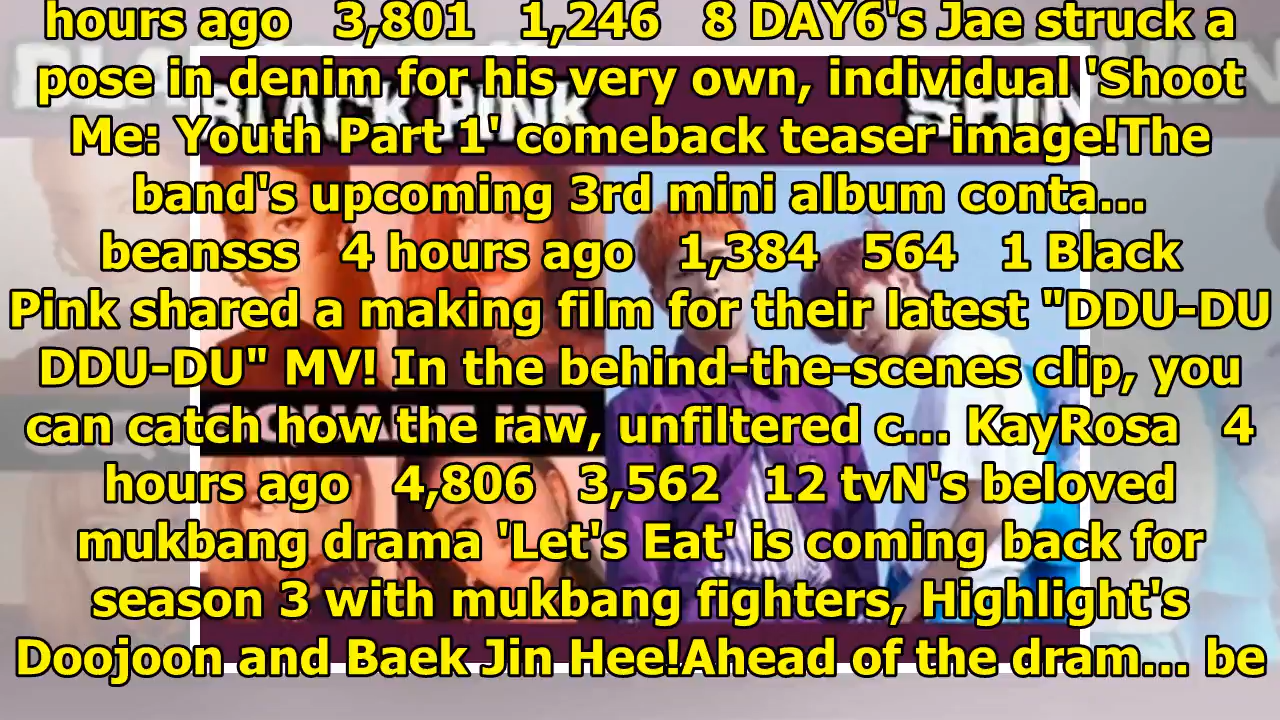 hours ago 3,801 1,246 8 DAY6's Jae struck a
pose in denim for his very own, individual 'Shoot
Me: Youth Part 1' comeback teaser image!The
band's upcoming 3rd mini album conta...
beansss 4 hours ago 1,384 564 1 Black
Pink shared a making film for their latest "DDU-DU
DDU-DU" MV! In the behind-the-scenes clip, you
can catch how the raw, unfiltered c... KayRosa 4
hours ago 4,806 3,562 12 tvN's beloved
mukbang drama 'Let's Eat' is coming back for
season 3 with mukbang fighters, Highlight's
Doojoon and Baek Jin Hee!Ahead of the dram... be
BLACK PINK